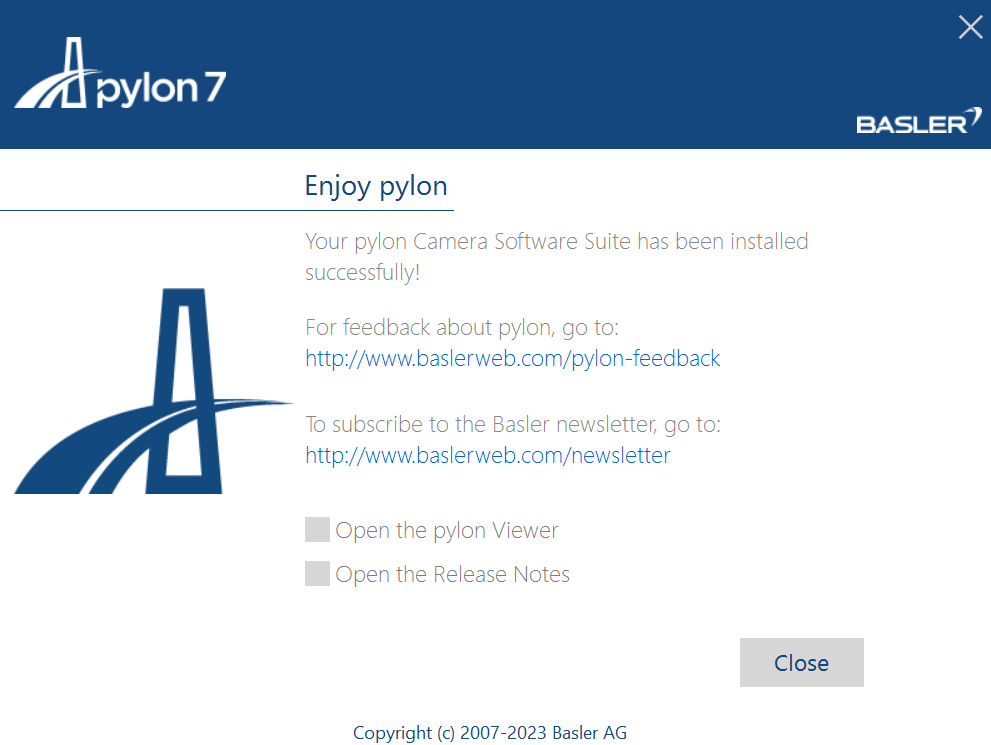 pylon 7
BASLER
Enjoy pylon
Your pylon Camera Software Suite has been installed
successfully!
For feedback about pylon, go to:
http://www.baslerweb.com/pylon-feedback
To subscribe to the Basler newsletter, go to:
http://www.baslerweb.com/newsletter
Open the pylon Viewer
Open the Release Notes
Close
Copyright (c) 2007-2023 Basler AG